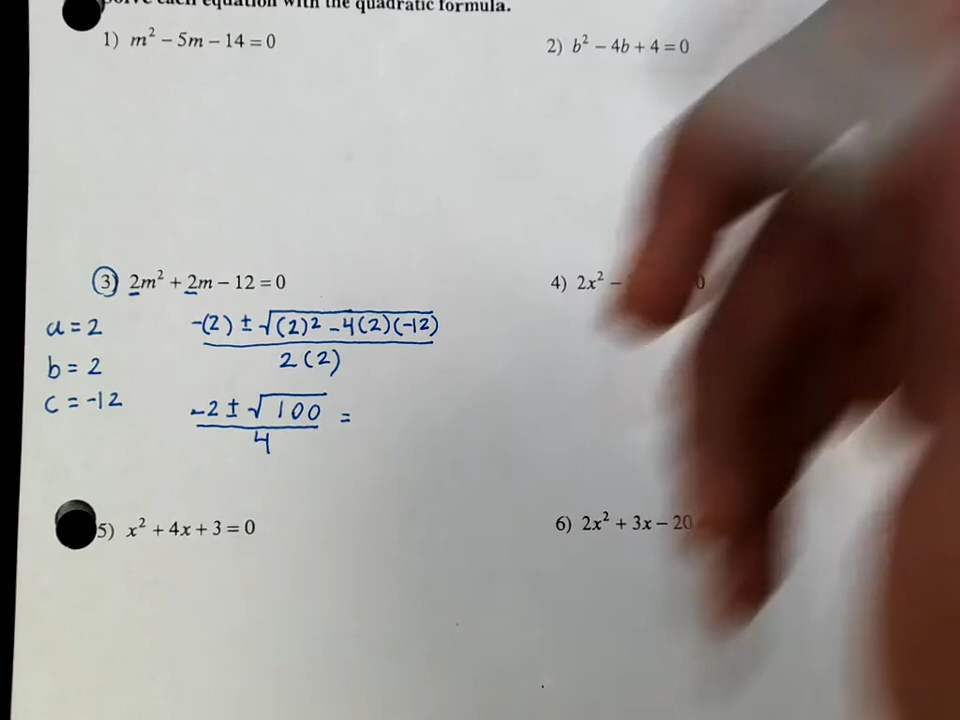 Solve each equation with the quadratic formula.
1) m² − 5m − 14 = 0
2) b² − 4b + 4 = 0
3) 2m² + 2m − 12 = 0
4) 2x² − 0
a = 2
b = 2
c = -12
-(2) ± √(2)² - 4(2)(-12)
2(2)
-2 ± √100 =
4
5) x² + 4x + 3 = 0
6) 2x² + 3x − 20